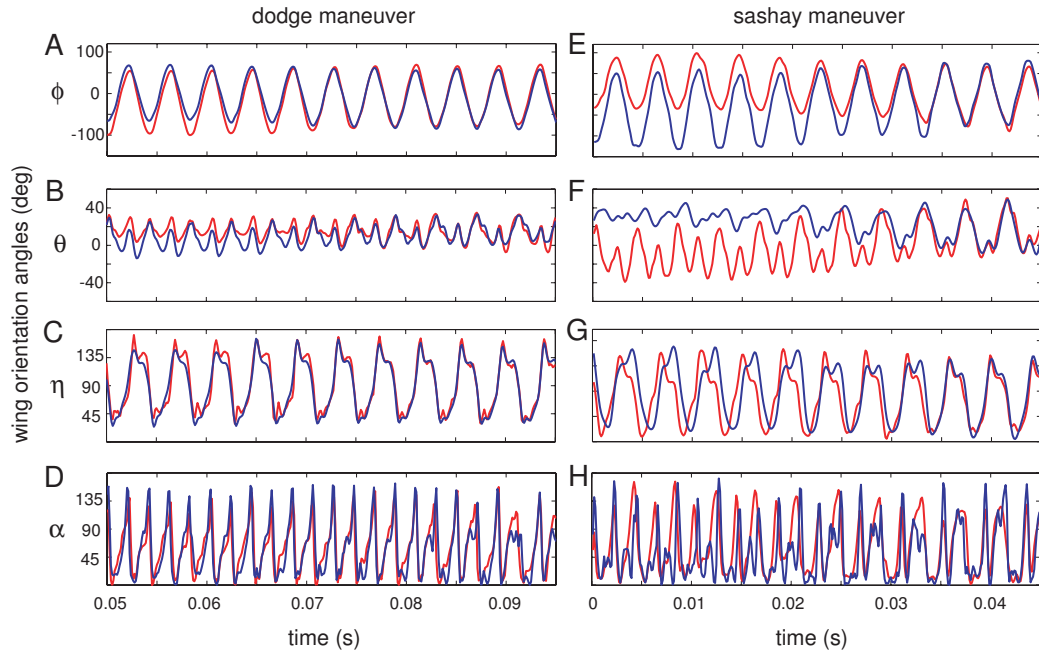 dodge maneuver
sashay maneuver
wing orientation angles (deg)
A
100
0
-100
ϕ
E
B
40
0
-40
θ
F
C
135
90
45
η
G
D
135
90
45
α
H
0.05 0.06 0.07 0.08 0.09
0 0.01 0.02 0.03 0.04
time (s)
time (s)